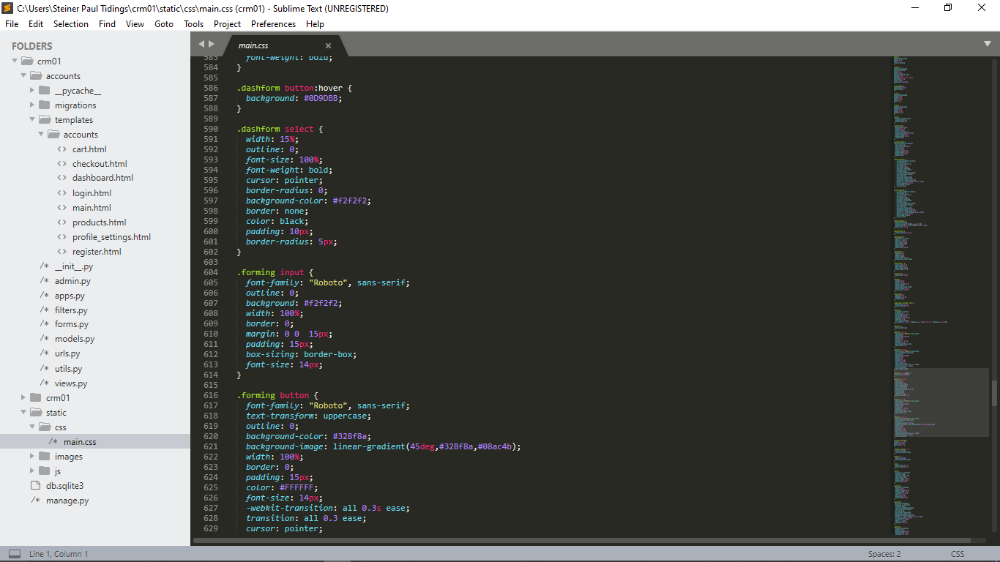 C:\Users\Steiner Paul Tidings\crm01\static\css\main.css (crm01) - Sublime Text (UNREGISTERED)
File Edit Selection Find View Goto Tools Project Preferences Help
FOLDERS
crm01
accounts
__pycache__
migrations
templates
accounts
cart.html
checkout.html
dashboard.html
login.html
main.html
products.html
profile_settings.html
register.html
__init__.py
admin.py
apps.py
filters.py
forms.py
models.py
urls.py
utils.py
views.py
crm01
static
css
main.css
images
js
db.sqlite3
manage.py
main.css
583 font-weight: bold;
584 }
585
586 .dashform button:hover {
587 background: #0D9DBB;
588 }
589
590 .dashform select {
591 width: 15%;
592 outline: 0;
593 font-size: 100%;
594 font-weight: bold;
595 cursor: pointer;
596 border-radius: 0;
597 background-color: #f2f2f2;
598 border: none;
599 color: black;
600 padding: 10px;
601 border-radius: 5px;
602 }
603
604 .forming input {
605 font-family: "Roboto", sans-serif;
606 outline: 0;
607 background: #f2f2f2;
608 width: 100%;
609 border: 0;
610 margin: 0 0  15px;
611 padding: 15px;
612 box-sizing: border-box;
613 font-size: 14px;
614 }
615
616 .forming button {
617 font-family: "Roboto", sans-serif;
618 text-transform: uppercase;
619 outline: 0;
620 background-color: #328f8a;
621 background-image: linear-gradient(45deg,#328f8a,#08ac4b);
622 width: 100%;
623 border: 0;
624 padding: 15px;
625 color: #FFFFFF;
626 font-size: 14px;
627 -webkit-transition: all 0.3s ease;
628 transition: all 0.3 ease;
629 cursor: pointer;
Line 1, Column 1
Spaces: 2
CSS